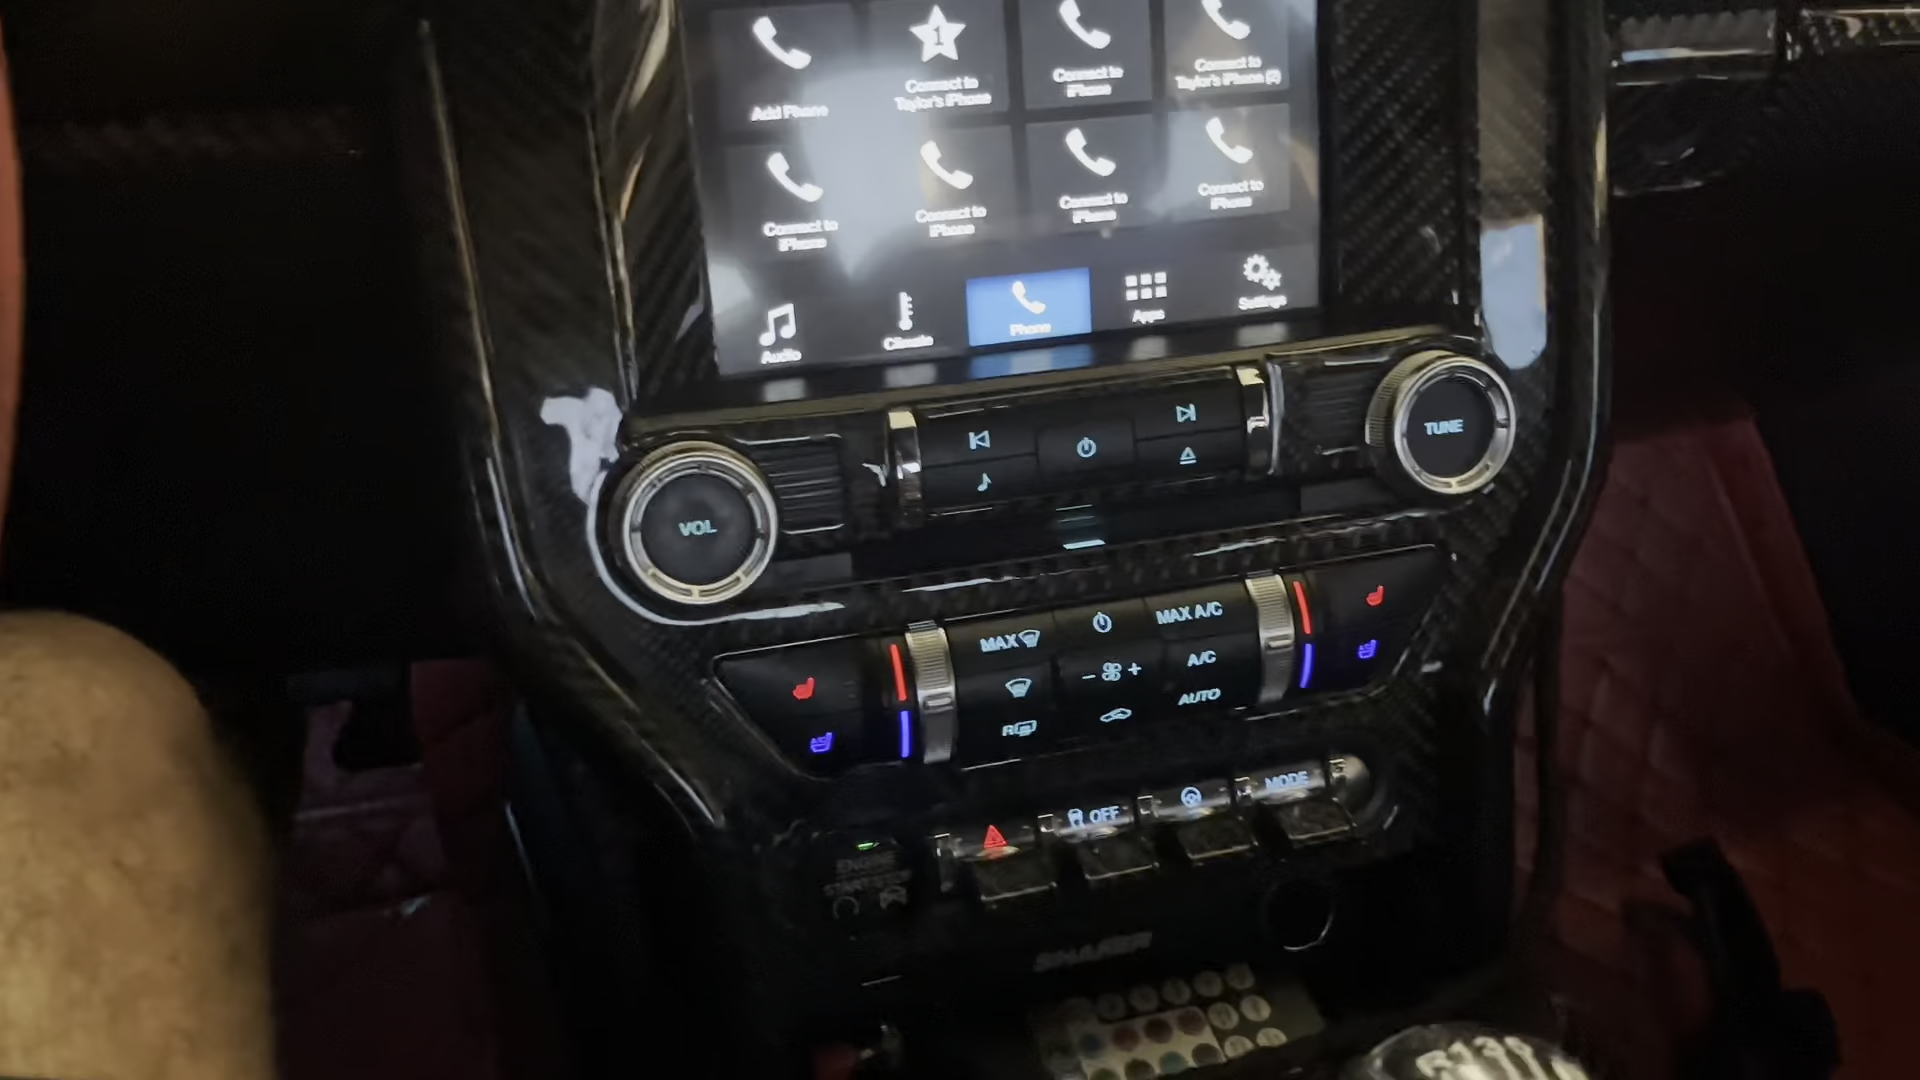 1
Add Phone
Connect to
Taylor's iPhone
Connect to
iPhone
Connect to
Taylor's iPhone (2)
Connect to
iPhone
Connect to
iPhone
Connect to
iPhone
Connect to
iPhone
Audio
Climate
Phone
Apps
Settings
VOL
TUNE
MAX
MAX A/C
- +
A/C
R
AUTO
OFF
MODE
ENGINE
START STOP
SHAKER